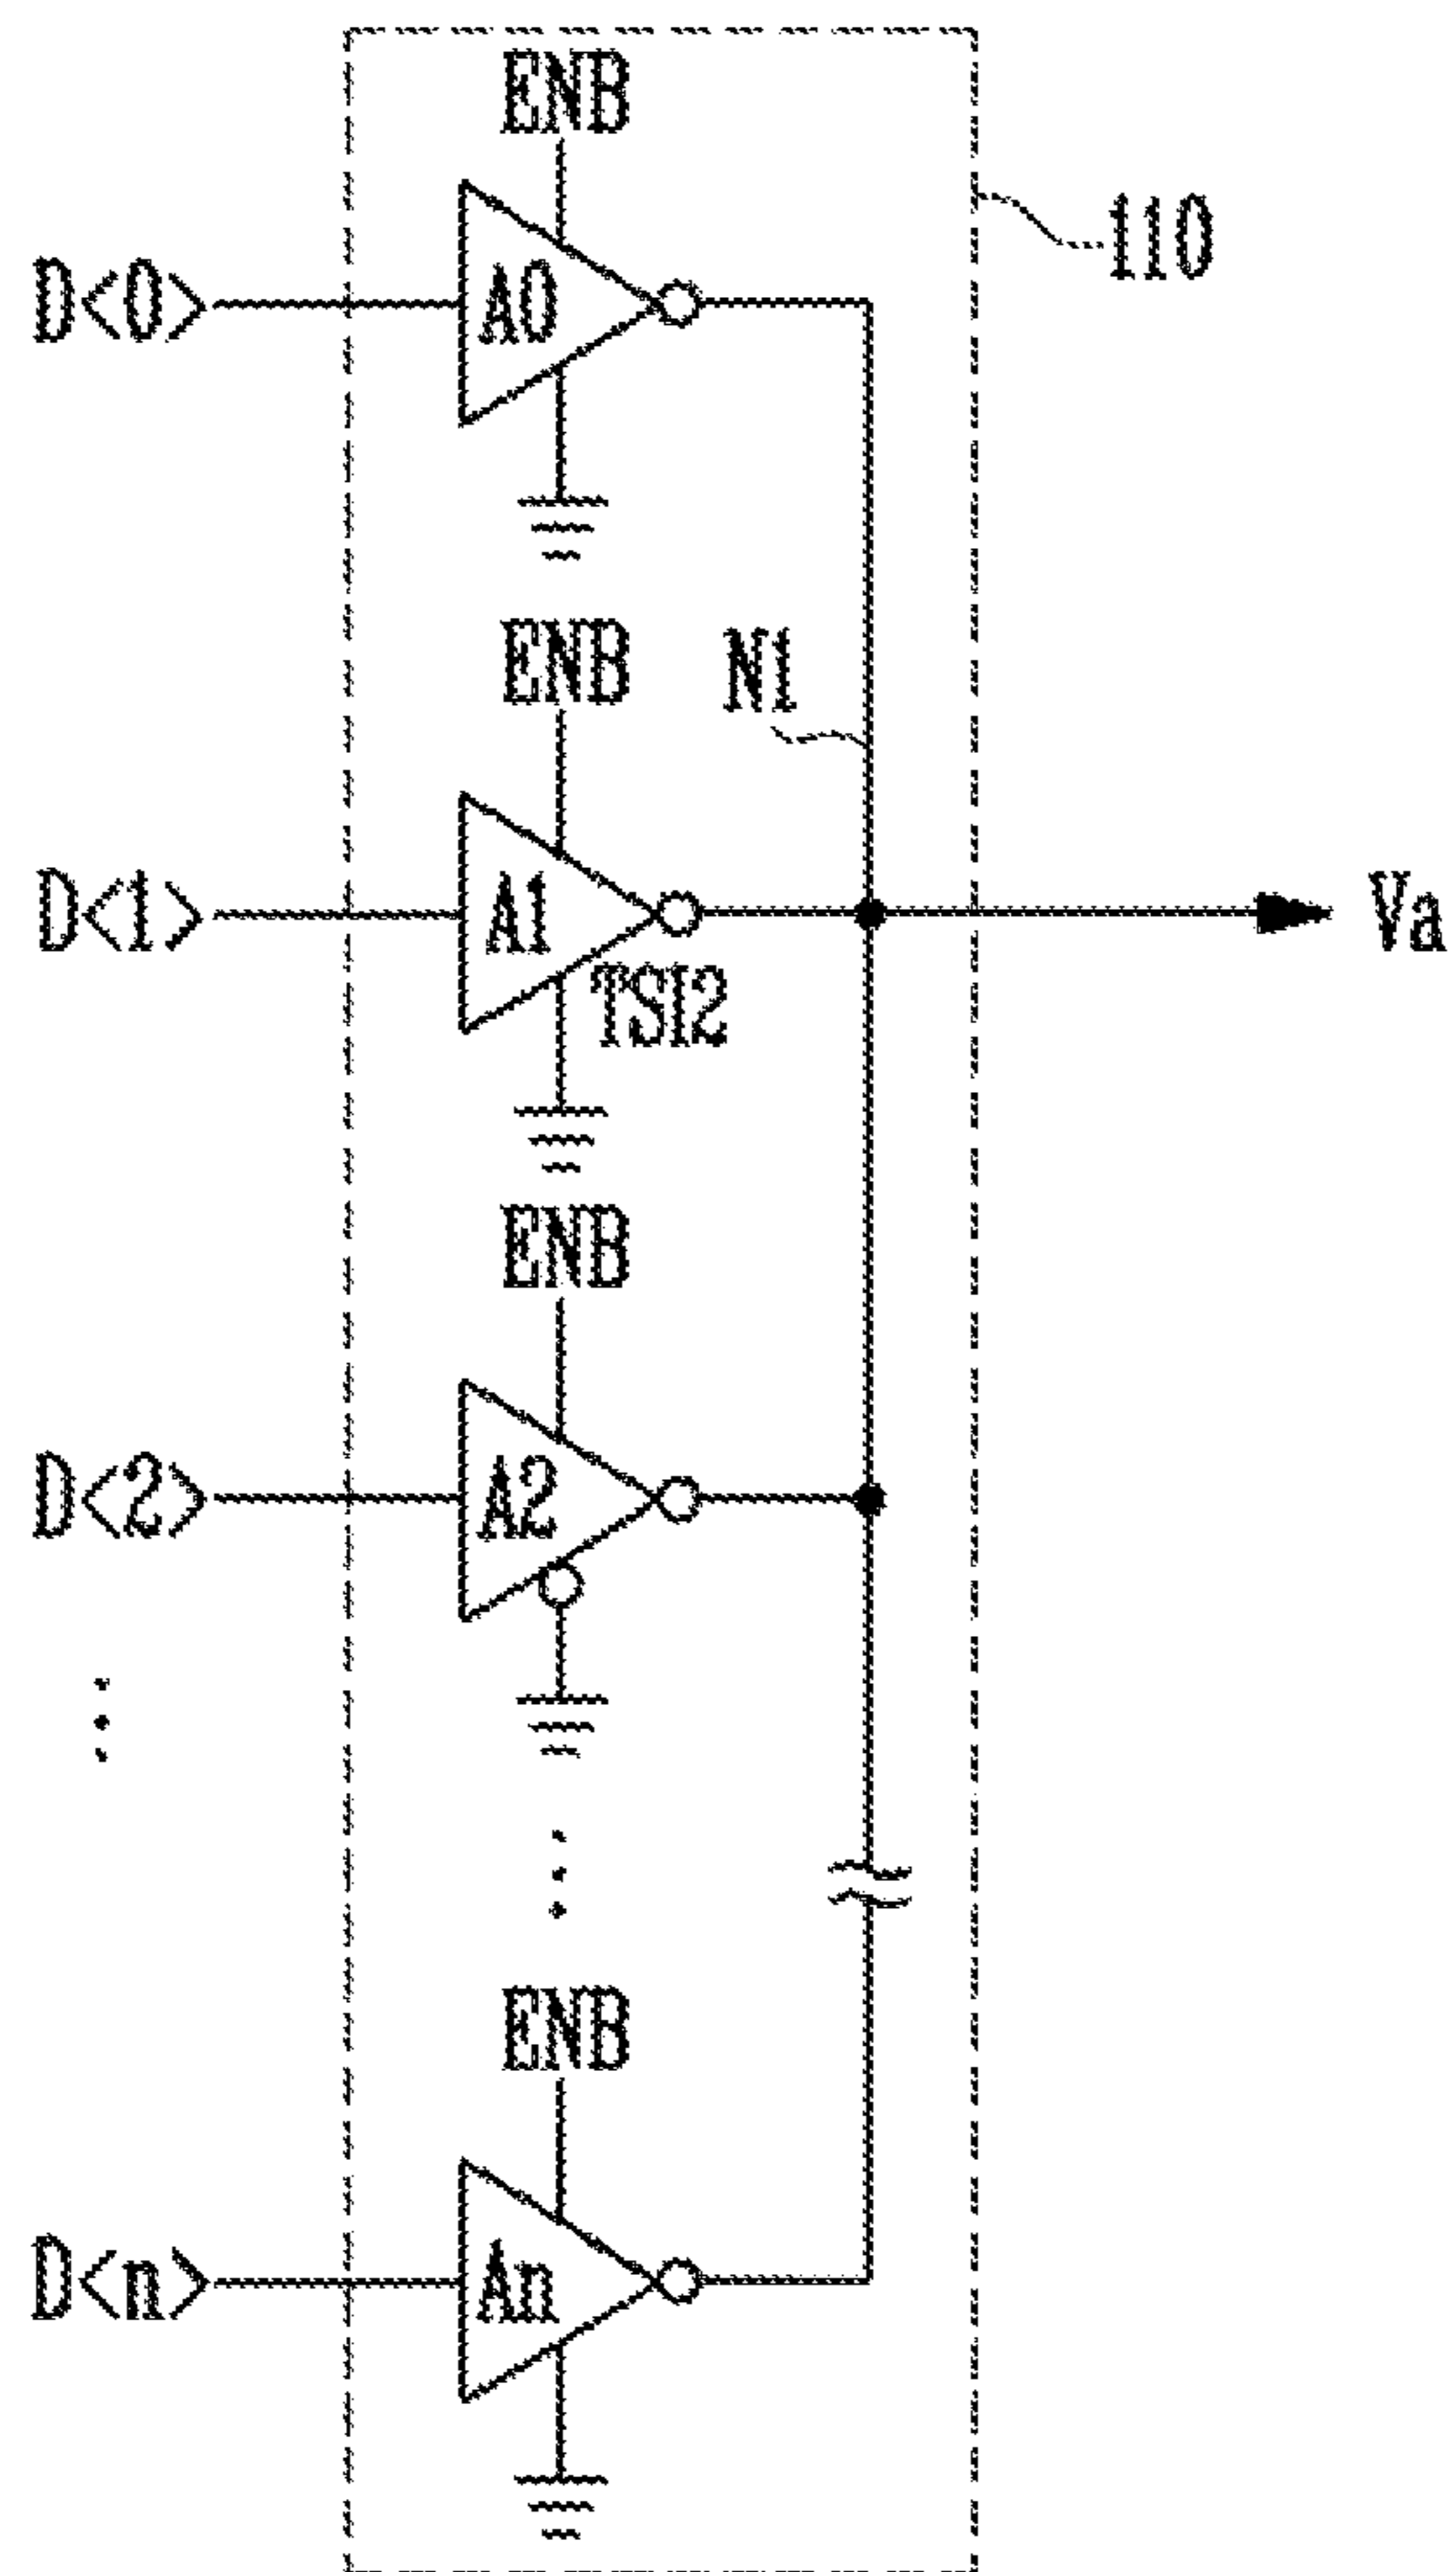 ENB
110
D<0>
A0
ENB
N1
D<1>
A1
Va
TSI2
ENB
D<2>
A2
ENB
D<n>
An